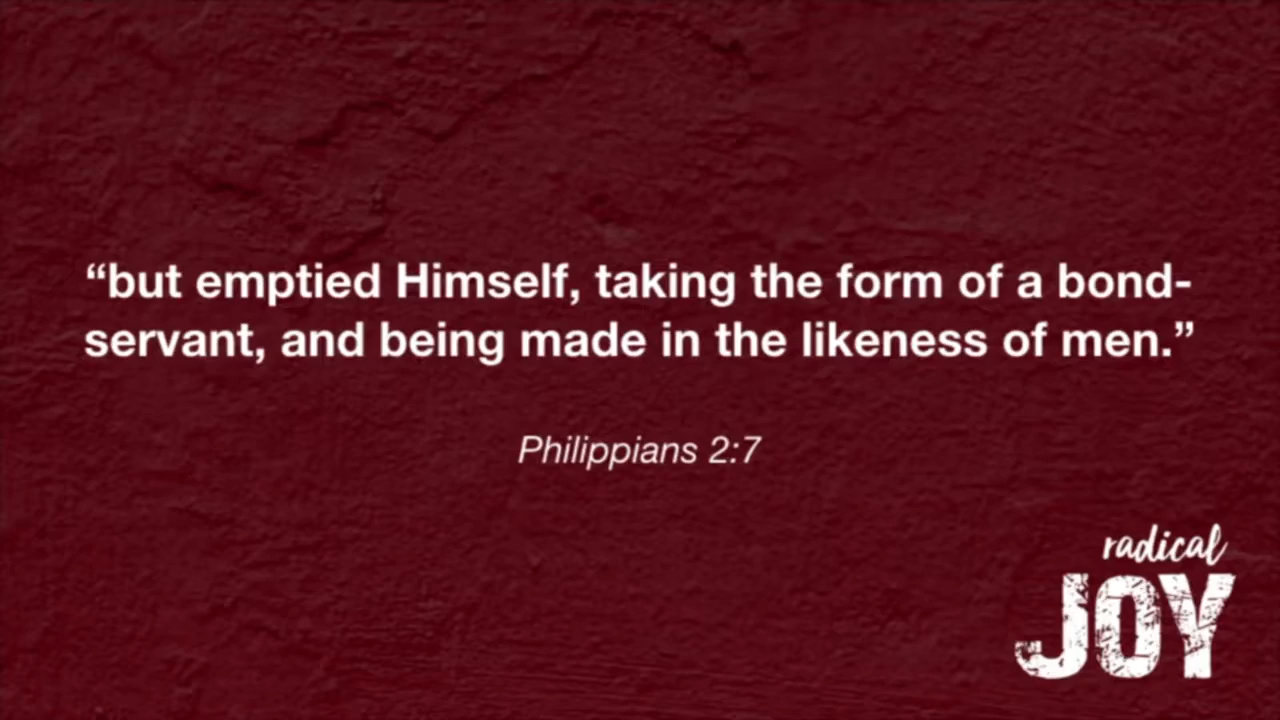 “but emptied Himself, taking the form of a bond-
servant, and being made in the likeness of men.”
Philippians 2:7
radical
JOY